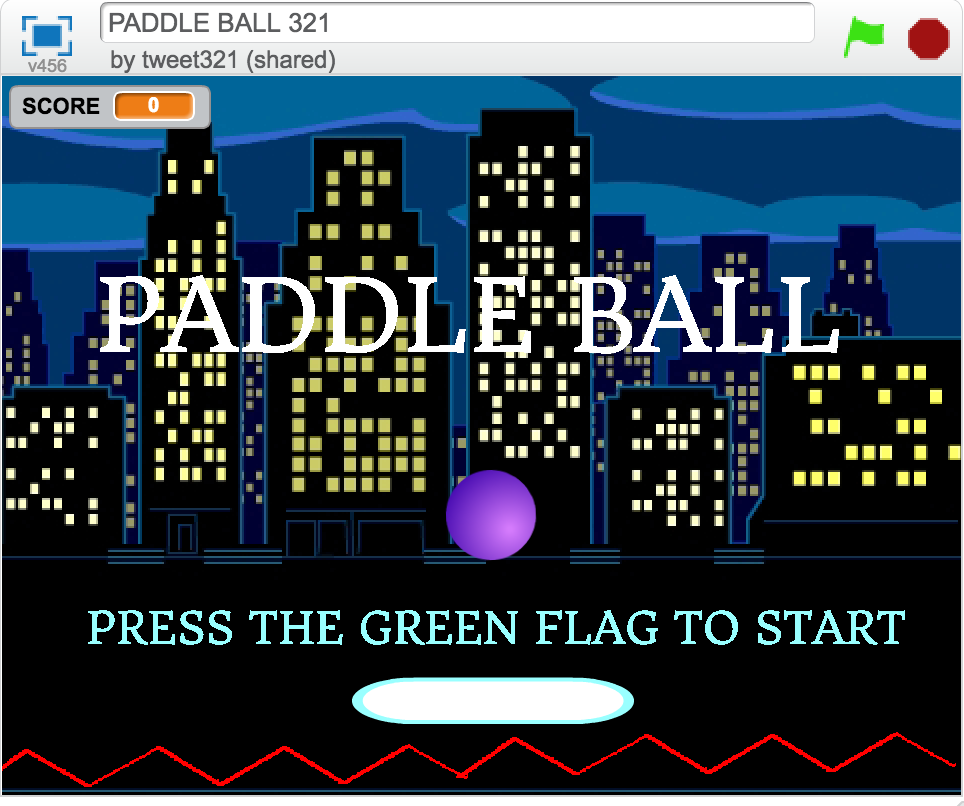 PADDLE BALL 321
by tweet321 (shared)
v456
SCORE 0
PADDLE BALL
PRESS THE GREEN FLAG TO START